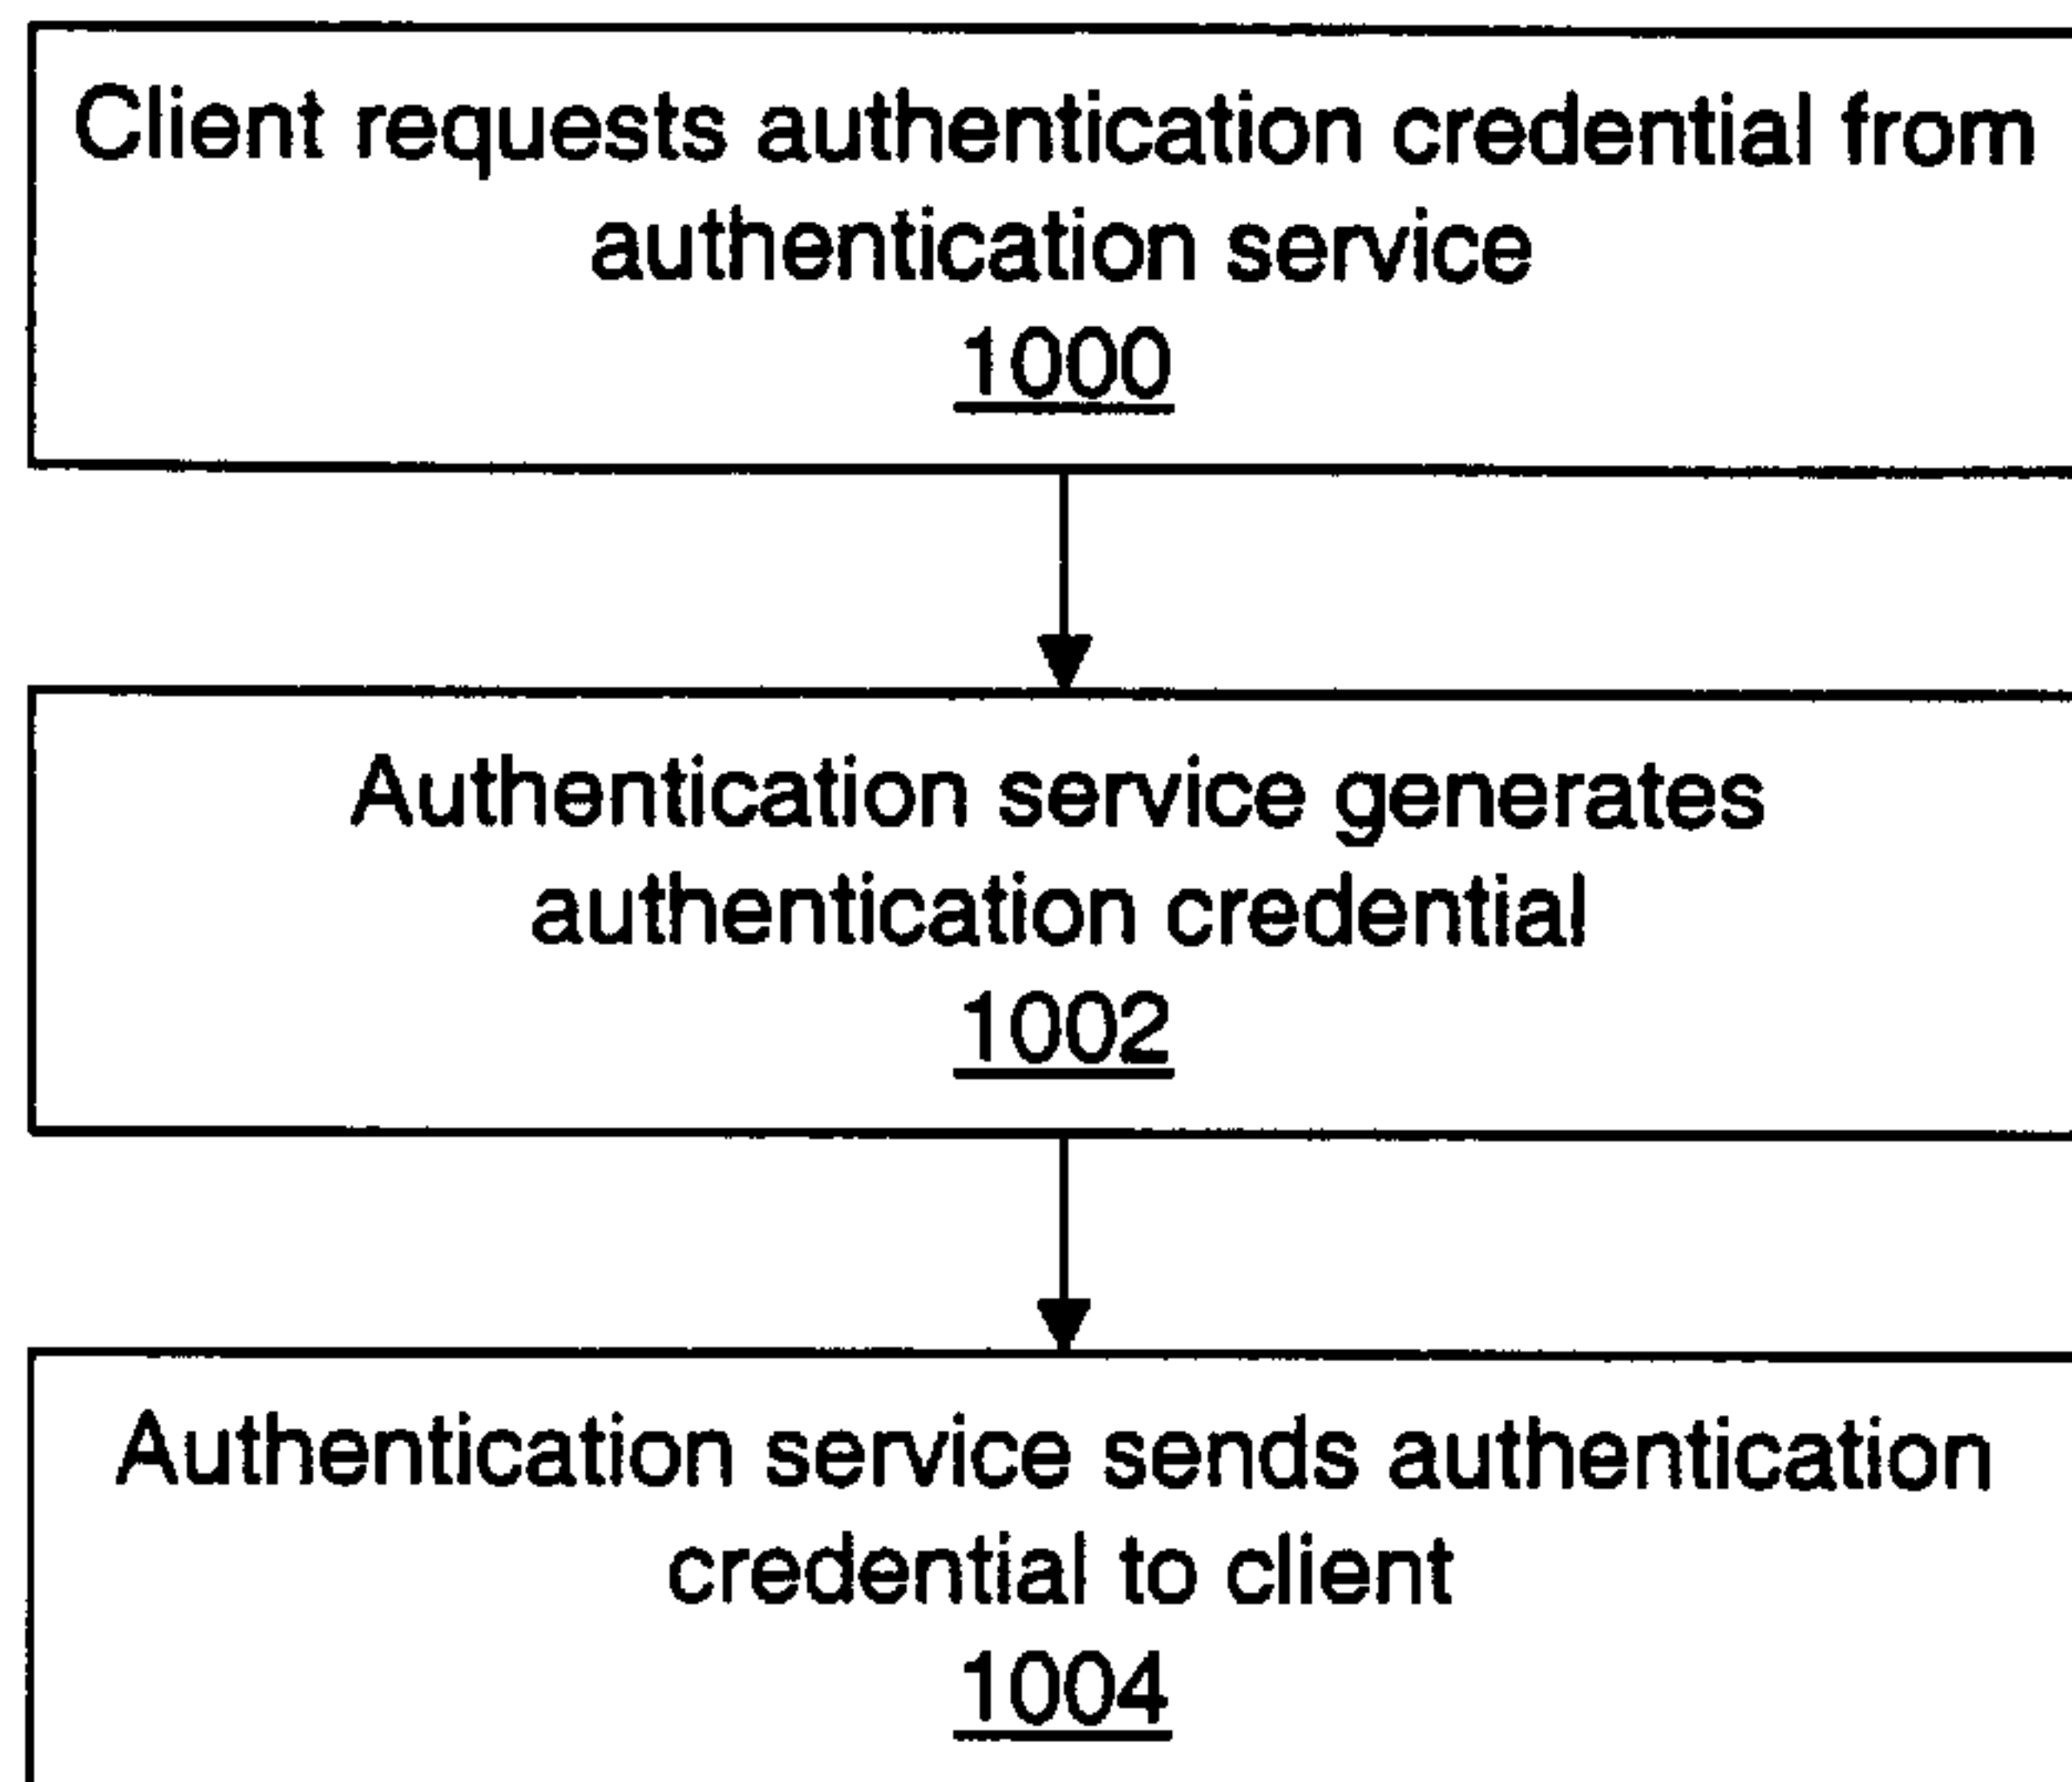 Client requests authentication credential from
authentication service
1000
Authentication service generates
authentication credential
1002
Authentication service sends authentication
credential to client
1004